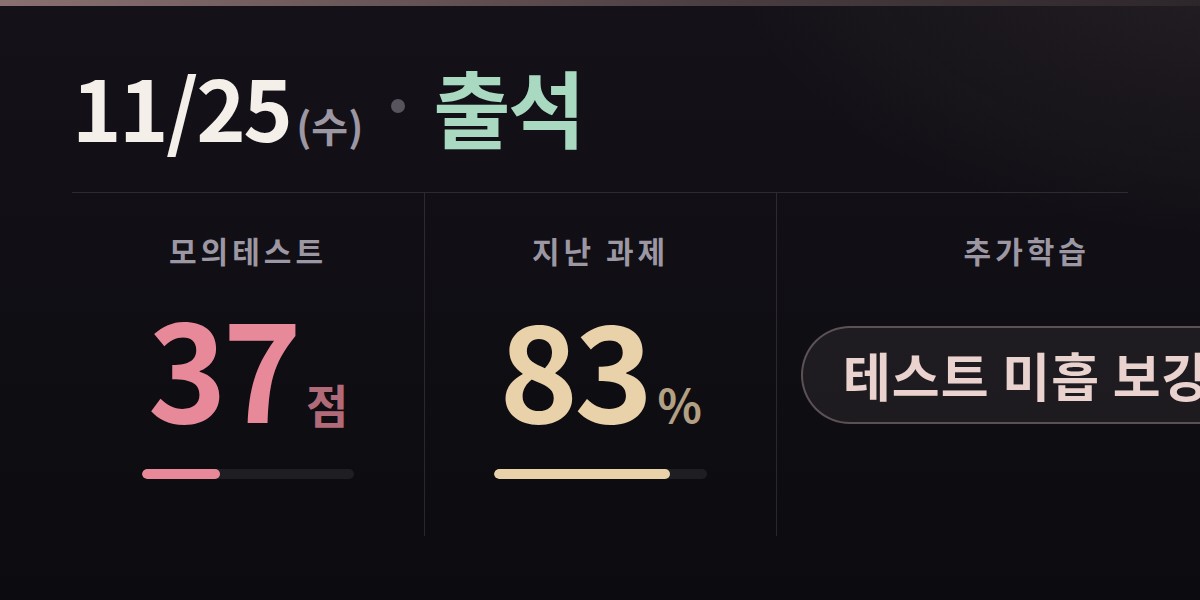 11/25(수) • 출석
모의테스트
지난 과제
추가학습
37점
83%
테스트 미흡 보강